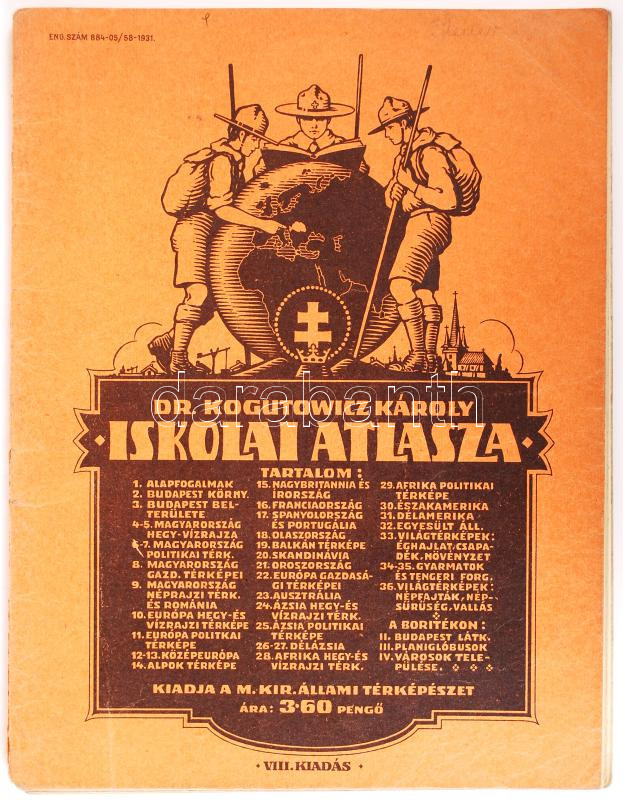 ENG. SZÁM 884-05/58-1931.
DR. KOGUTOWICZ KÁROLY
ISKOLAI ATLASZA
TARTALOM:
1. ALAPFOGALMAK
2. BUDAPEST KÖRNY.
3. BUDAPEST BEL-
TERÜLETE
4-5. MAGYARORSZÁG
HEGY-VÍZRAJZA
6-7. MAGYARORSZÁG
POLITIKAI TÉRK.
8. MAGYARORSZÁG
GAZD. TÉRKÉPEI
9. MAGYARORSZÁG
NÉPRAJZI TÉRK.
ÉS ROMÁNIA
10. EURÓPA HEGY-ÉS
VÍZRAJZI TÉRKÉPE
11. EURÓPA POLITKAI
TÉRKÉPE
12-13. KÖZÉPEURÓPA
14. ALPOK TÉRKÉPE
15. NAGYBRITANNIA ÉS
ÍRORSZÁG
16. FRANCIAORSZÁG
17. SPANYOLORSZÁG
ÉS PORTUGÁLIA
18. OLASZORSZÁG
19. BALKÁN TÉRKÉPE
20. SKANDINÁVIA
21. OROSZORSZÁG
22. EURÓPA GAZDASÁ-
GI TÉRKÉPEI
23. AUSZTRÁLIA
24. ÁZSIA HEGY-ÉS
VÍZRAJZI TÉRK.
25. ÁZSIA POLITIKAI
TÉRKÉPE
26-27. DÉLÁZSIA
28. AFRIKA HEGY-ÉS
VÍZRAJZI TÉRK.
29. AFRIKA POLITIKAI
TÉRKÉPE
30. ÉSZAKAMERIKA
31. DÉLAMERIKA
32. EGYESÜLT ÁLL.
33. VILÁGTÉRKÉPEK:
ÉGHAJLAT, CSAPA-
DÉK, NÖVÉNYZET
34-35. GYARMATOK
ÉS TENGERI FORG.
36. VILÁGTÉRKÉPEK:
NÉPFAJTÁK, NÉP-
SŰRŰSÉG, VALLÁS
A BORITÉKON:
II. BUDAPEST LÁTK.
III. PLANIGLÓBUSOK
IV. VÁROSOK TELE-
PÜLÉSE.
KIADJA A M. KIR. ÁLLAMI TÉRKÉPÉSZET
ÁRA: 3·60 PENGŐ
· VIII. KIADÁS ·
darabanth